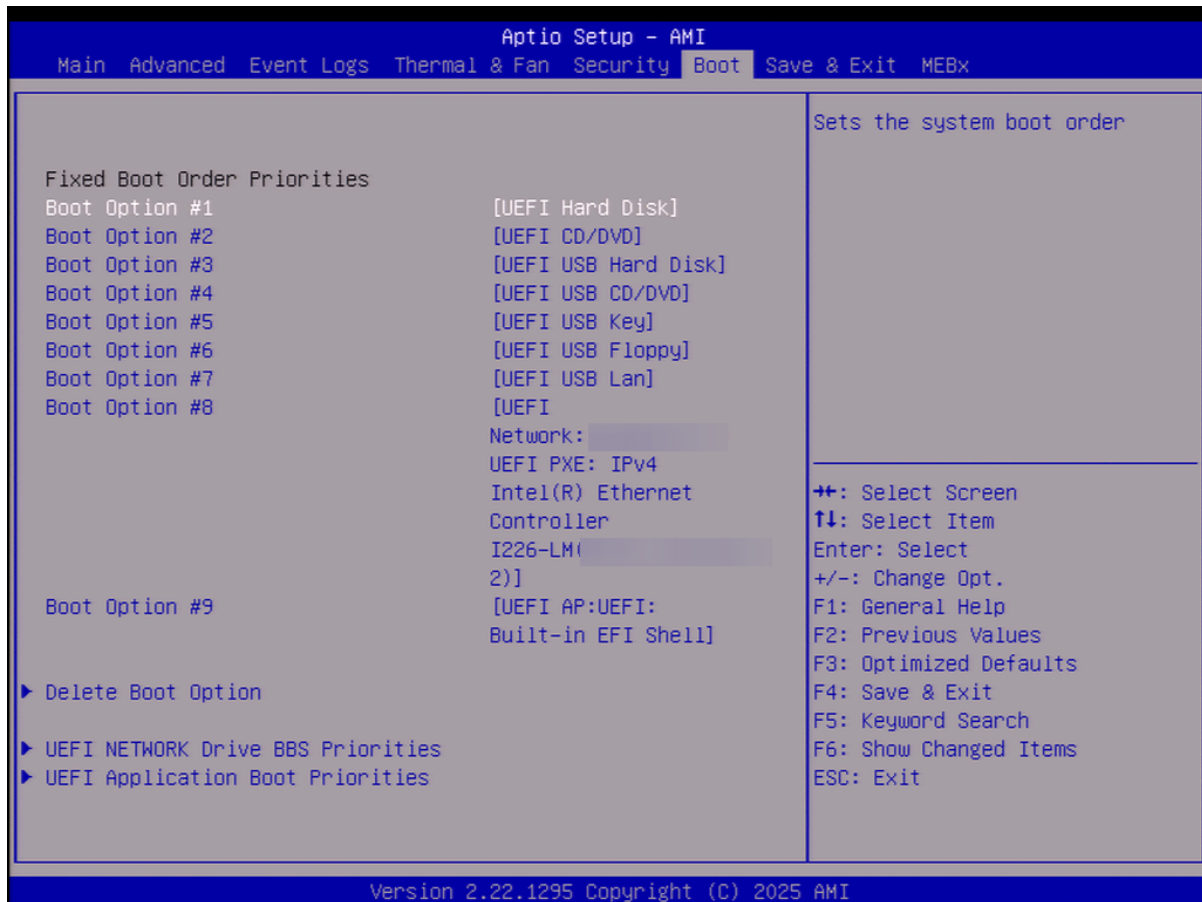 Aptio Setup – AMI
Main Advanced Event Logs Thermal & Fan Security Boot Save & Exit MEBx
Sets the system boot order
Fixed Boot Order Priorities
Boot Option #1 [UEFI Hard Disk]
Boot Option #2 [UEFI CD/DVD]
Boot Option #3 [UEFI USB Hard Disk]
Boot Option #4 [UEFI USB CD/DVD]
Boot Option #5 [UEFI USB Key]
Boot Option #6 [UEFI USB Floppy]
Boot Option #7 [UEFI USB Lan]
Boot Option #8 [UEFI
Network:
UEFI PXE: IPv4
Intel(R) Ethernet
Controller
I226-LM(
2)]
Boot Option #9 [UEFI AP:UEFI:
Built-in EFI Shell]
Delete Boot Option
UEFI NETWORK Drive BBS Priorities
UEFI Application Boot Priorities
→←: Select Screen
↑↓: Select Item
Enter: Select
+/-: Change Opt.
F1: General Help
F2: Previous Values
F3: Optimized Defaults
F4: Save & Exit
F5: Keyword Search
F6: Show Changed Items
ESC: Exit
Version 2.22.1295 Copyright (C) 2025 AMI